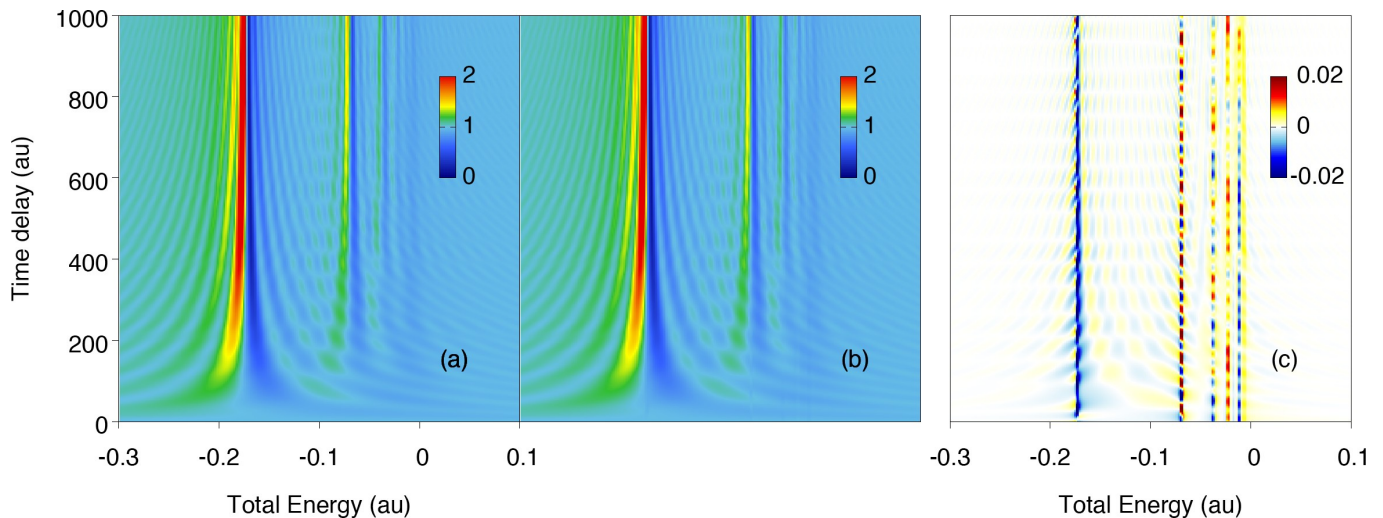 1000
800
600
400
200
0
Time delay (au)
2
1
0
(a)
2
1
0
(b)
0.02
0
-0.02
(c)
-0.3 -0.2 -0.1 0 0.1
-0.3 -0.2 -0.1 0 0.1
Total Energy (au)
Total Energy (au)